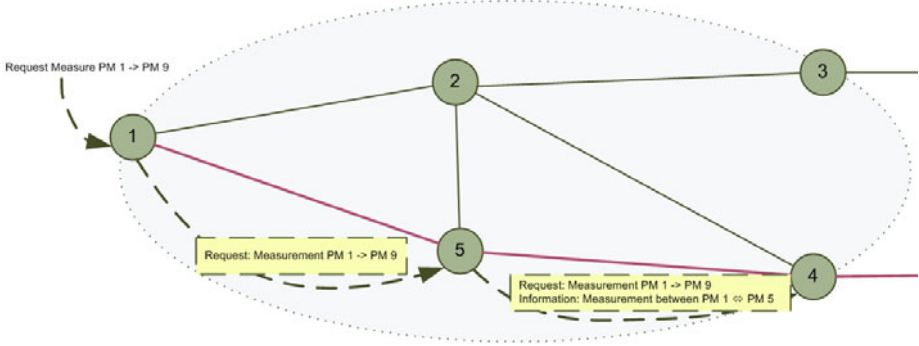 Request Measure PM 1 -> PM 9
1
2
3
Request: Measurement PM 1 -> PM 9
5
Request: Measurement PM 1 -> PM 9
Information: Measurement between PM 1 ⇔ PM 5
4